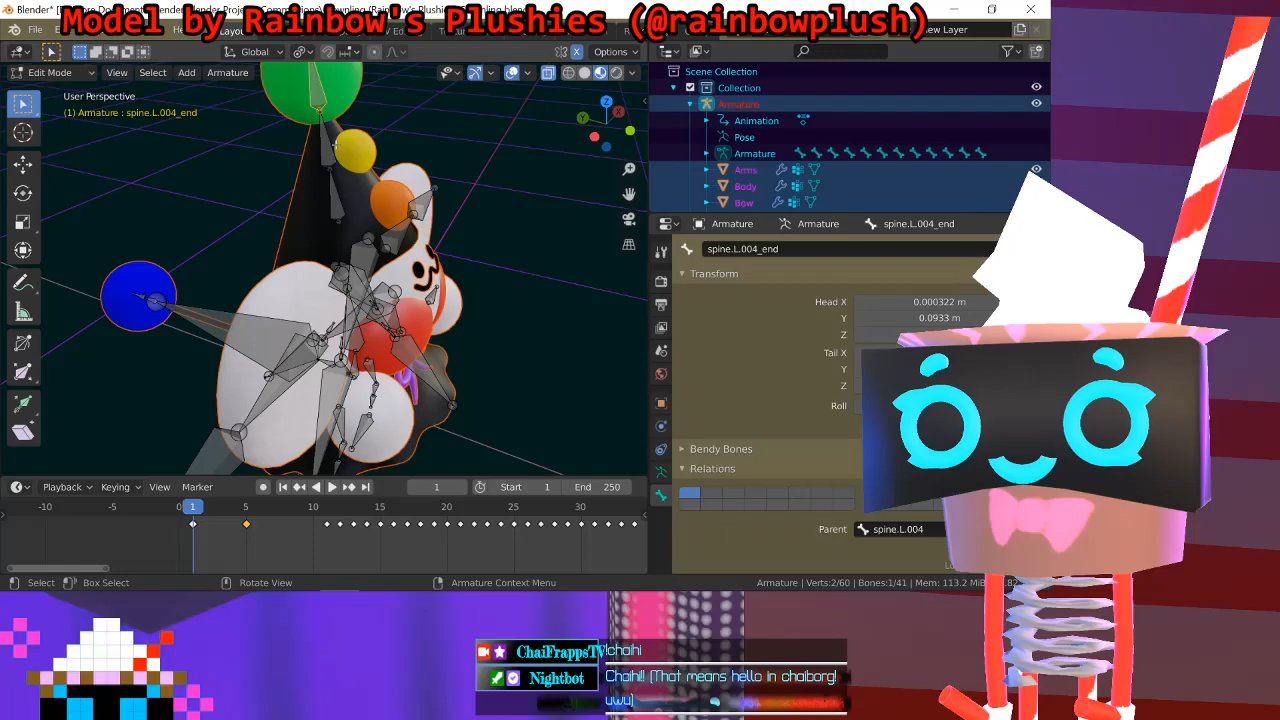 Blender*
Model by Rainbow's Plushies (@rainbowplush)
File
New Layer
Global
Options
Edit Mode
View
Select
Add
Armature
User Perspective
(1) Armature : spine.L.004_end
Z
X
Y
Scene Collection
Collection
Armature
Animation
Pose
Armature
Arms
Body
Bow
Armature
Armature
spine.L.004_end
spine.L.004_end
Transform
Head X
0.000322 m
Y
0.0933 m
Z
Tail X
Y
Z
Roll
Bendy Bones
Relations
Parent
spine.L.004
Playback
Keying
View
Marker
1
Start
1
End
250
-10
-5
1
5
10
15
20
25
30
Select
Box Select
Rotate View
Armature Context Menu
Armature | Verts:2/60 | Bones:1/41 | Mem: 113.2 MiB
ChaiFrappsTV
!chaihi
Nightbot
Chaihi!! (That means hello in chaiborg!
uwu)